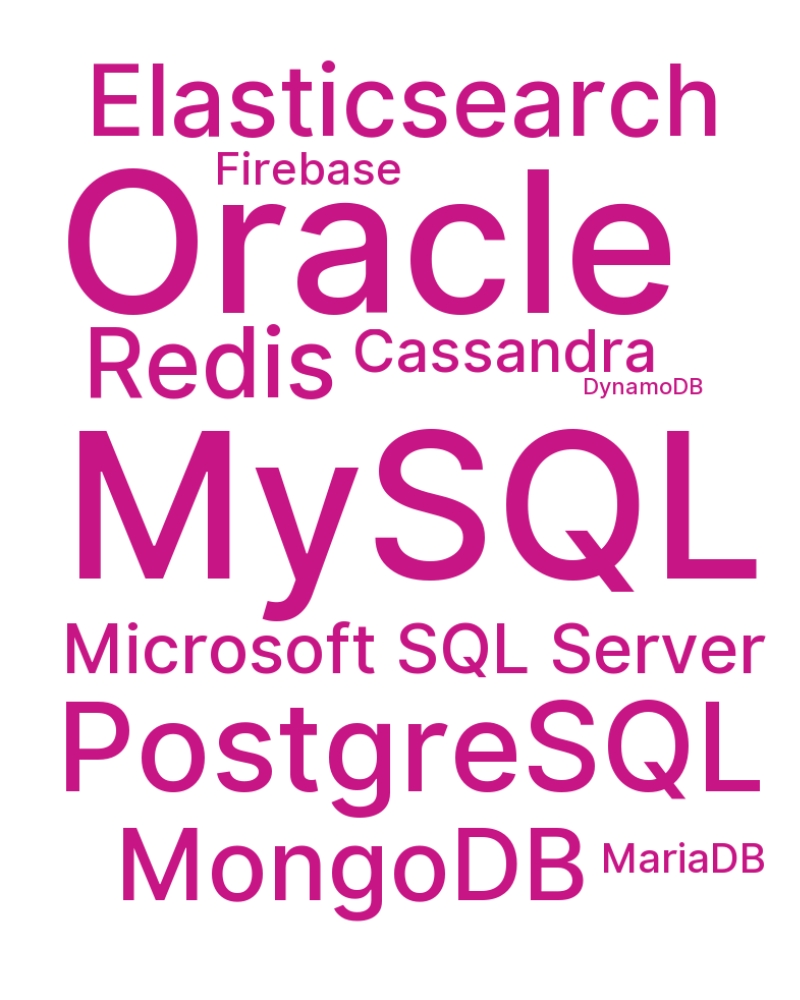 Elasticsearch
Firebase
Oracle
Redis
Cassandra
DynamoDB
MySQL
Microsoft SQL Server
PostgreSQL
MongoDB
MariaDB